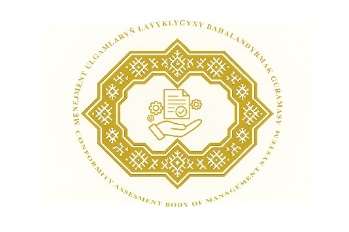 MENEJMENT ULGAMLARYŇ LAÝYKLYGYNY BAHALANDYRMAK GURAMASY
CONFORMITY ASSESMENT BODY OF MANAGEMENT SYSTEM